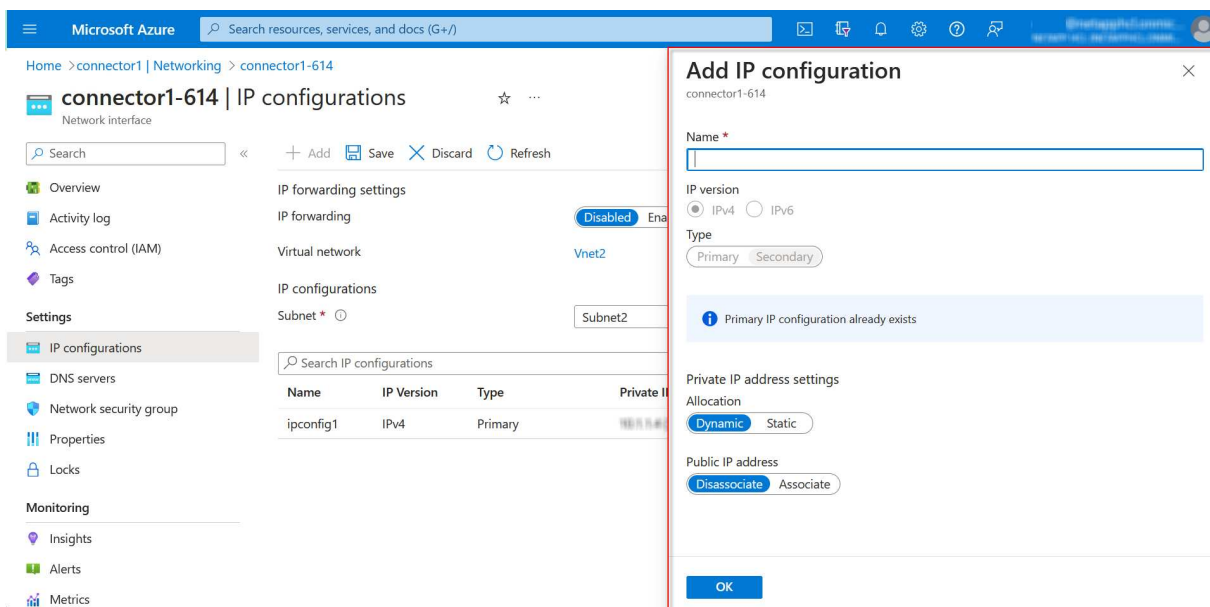 Microsoft Azure
Search resources, services, and docs (G+/)
Home > connector1 | Networking > connector1-614
connector1-614 | IP configurations
Network interface
Search
Overview
Activity log
Access control (IAM)
Tags
Settings
IP configurations
DNS servers
Network security group
Properties
Locks
Monitoring
Insights
Alerts
Metrics
Add Save Discard Refresh
IP forwarding settings
IP forwarding Disabled Ena
Virtual network Vnet2
IP configurations
Subnet * Subnet2
Search IP configurations
Name IP Version Type Private I
ipconfig1 IPv4 Primary
Add IP configuration
connector1-614
Name *
IP version
IPv4 IPv6
Type
Primary Secondary
Primary IP configuration already exists
Private IP address settings
Allocation
Dynamic Static
Public IP address
Disassociate Associate
OK